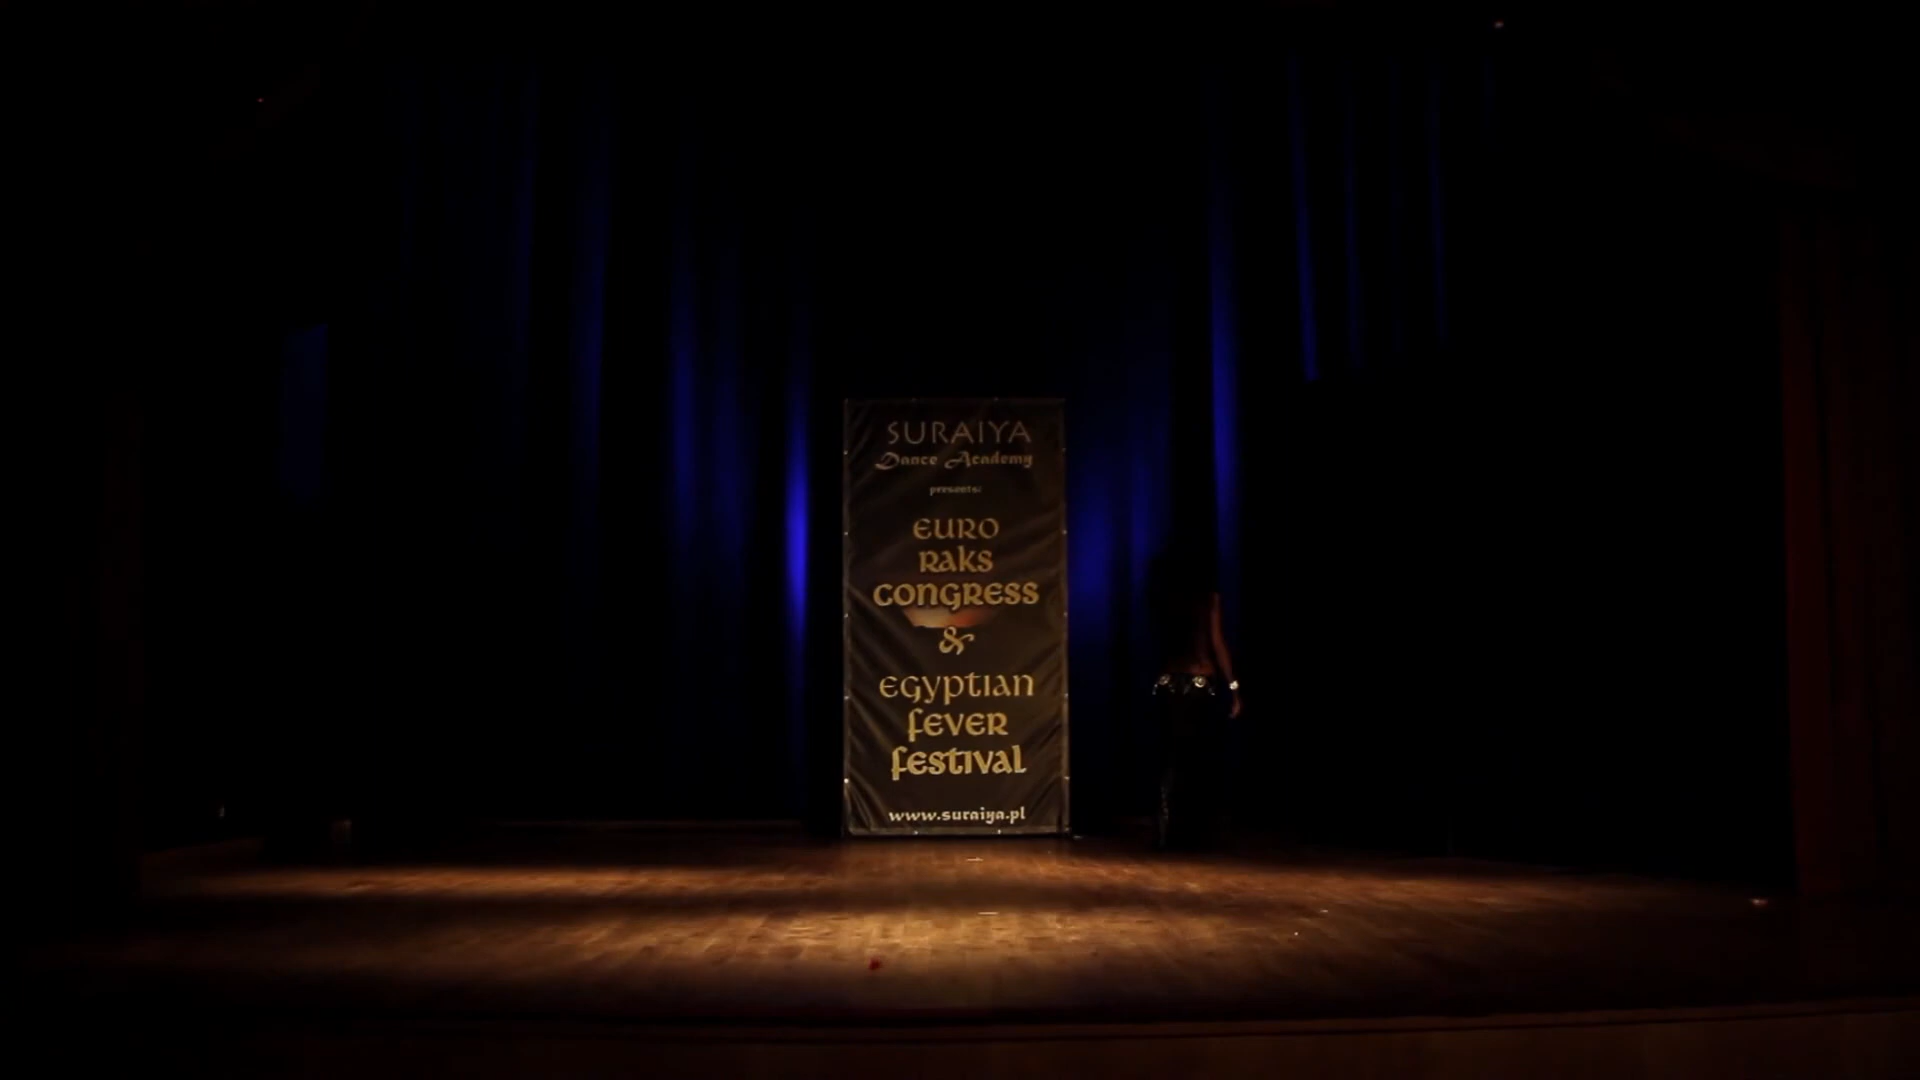 SURAIYA
Dance Academy
presents:
EURO
RAKS
CONGRESS
&
EGYPTIAN
FEVER
FESTIVAL
www.suraiya.pl